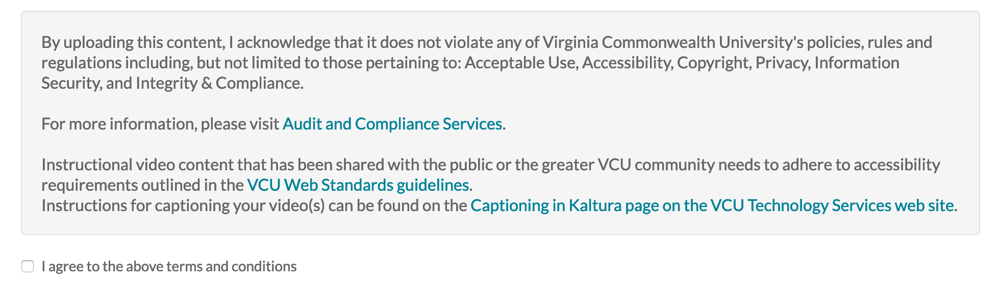 By uploading this content, I acknowledge that it does not violate any of Virginia Commonwealth University's policies, rules and
regulations including, but not limited to those pertaining to: Acceptable Use, Accessibility, Copyright, Privacy, Information
Security, and Integrity & Compliance.
For more information, please visit Audit and Compliance Services.
Instructional video content that has been shared with the public or the greater VCU community needs to adhere to accessibility
requirements outlined in the VCU Web Standards guidelines.
Instructions for captioning your video(s) can be found on the Captioning in Kaltura page on the VCU Technology Services web site.
I agree to the above terms and conditions